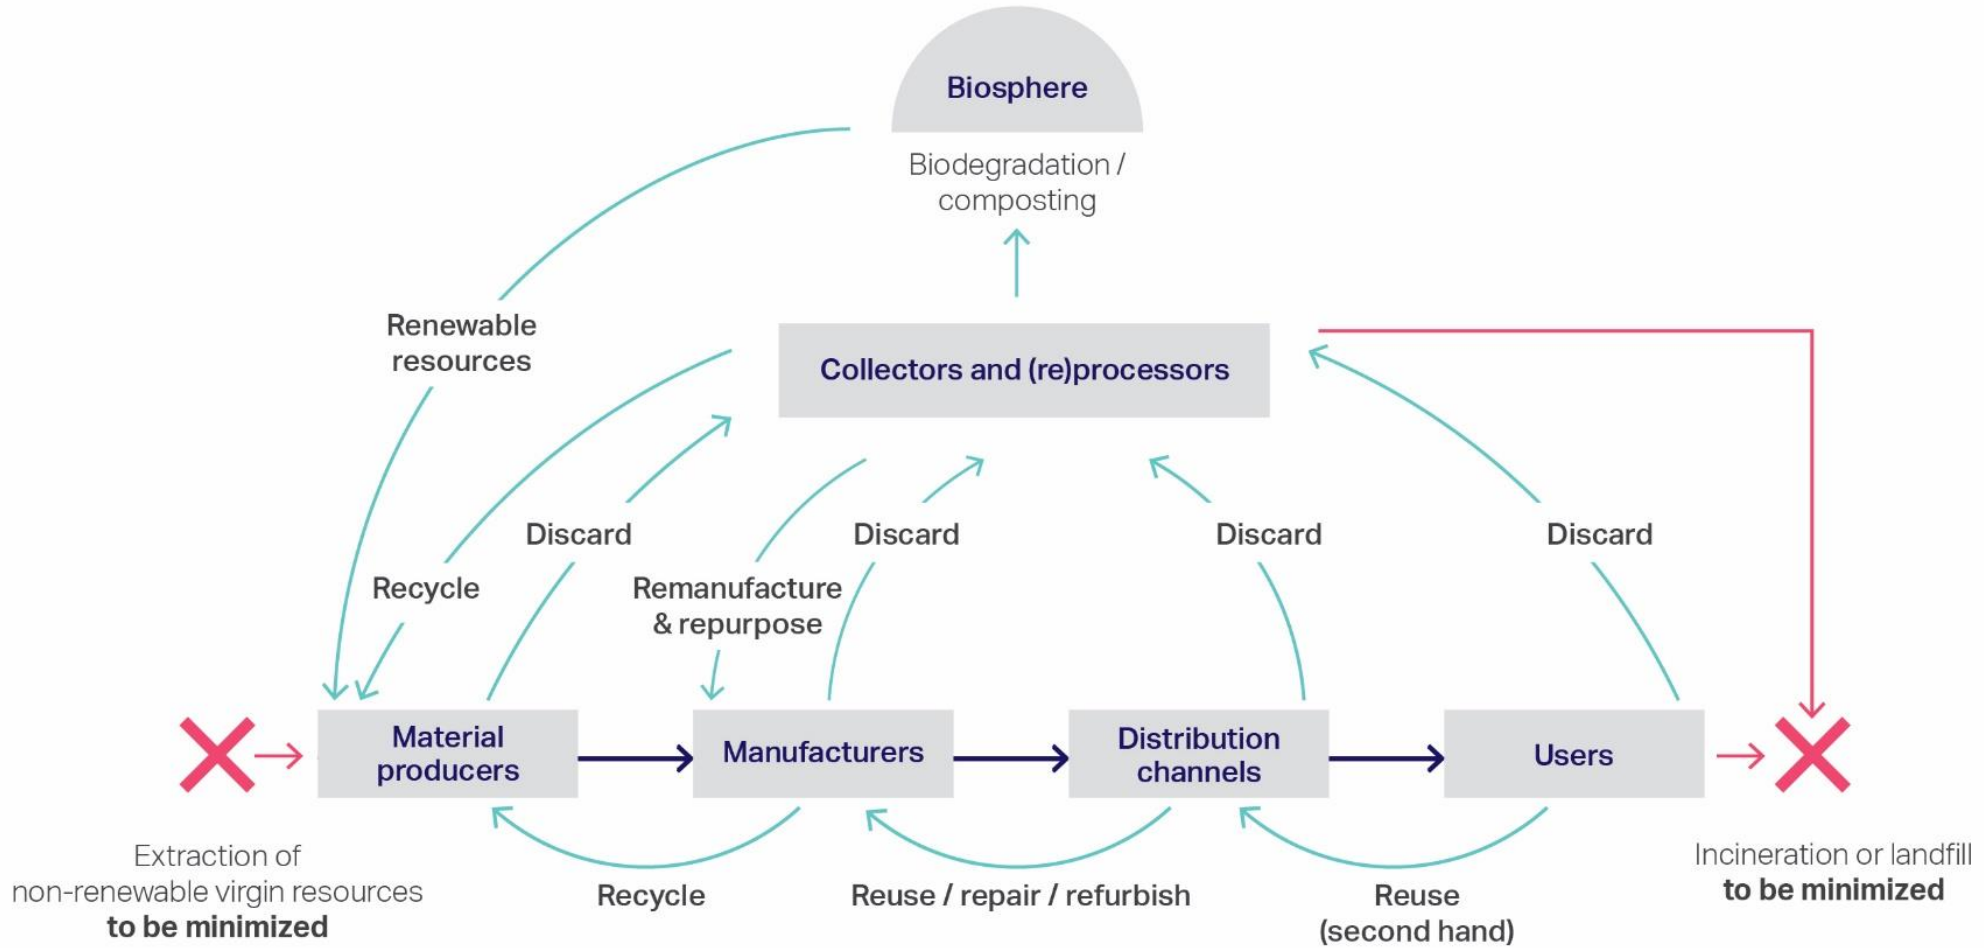 Biosphere
Biodegradation /
composting
Renewable
resources
Collectors and (re)processors
Discard
Discard
Discard
Discard
Recycle
Remanufacture
& repurpose
Material
producers
Manufacturers
Distribution
channels
Users
Extraction of
non-renewable virgin resources
to be minimized
Recycle
Reuse / repair / refurbish
Reuse
(second hand)
Incineration or landfill
to be minimized